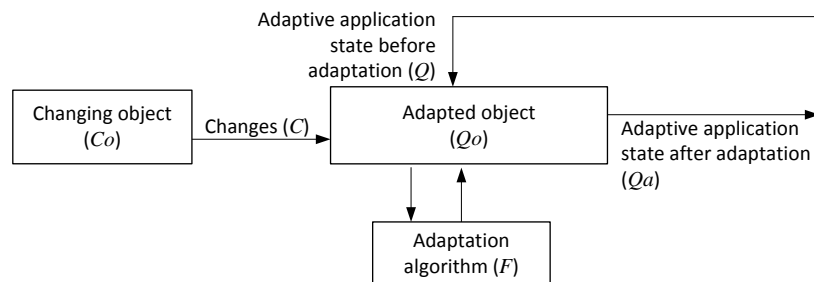 Adaptive application
state before
adaptation (Q)
Changing object
(Co)
Changes (C)
Adapted object
(Qo)
Adaptive application
state after adaptation
(Qa)
Adaptation
algorithm (F)